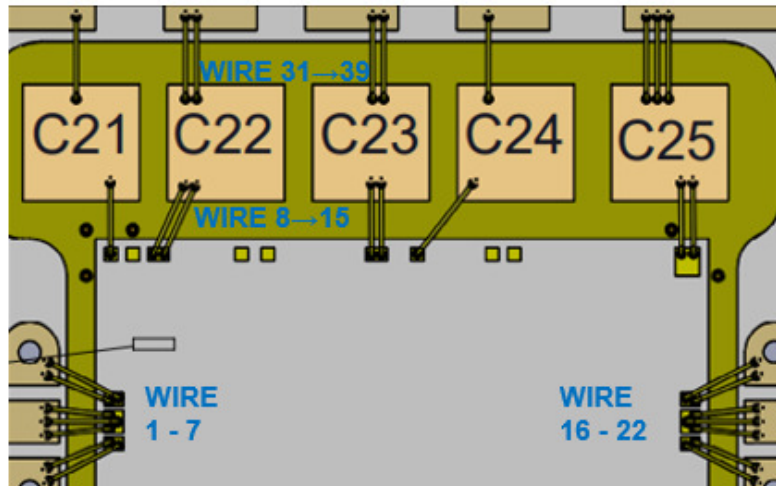 WIRE 31→39
C21
C22
C23
C24
C25
WIRE 8→15
WIRE
1 - 7
WIRE
16 - 22